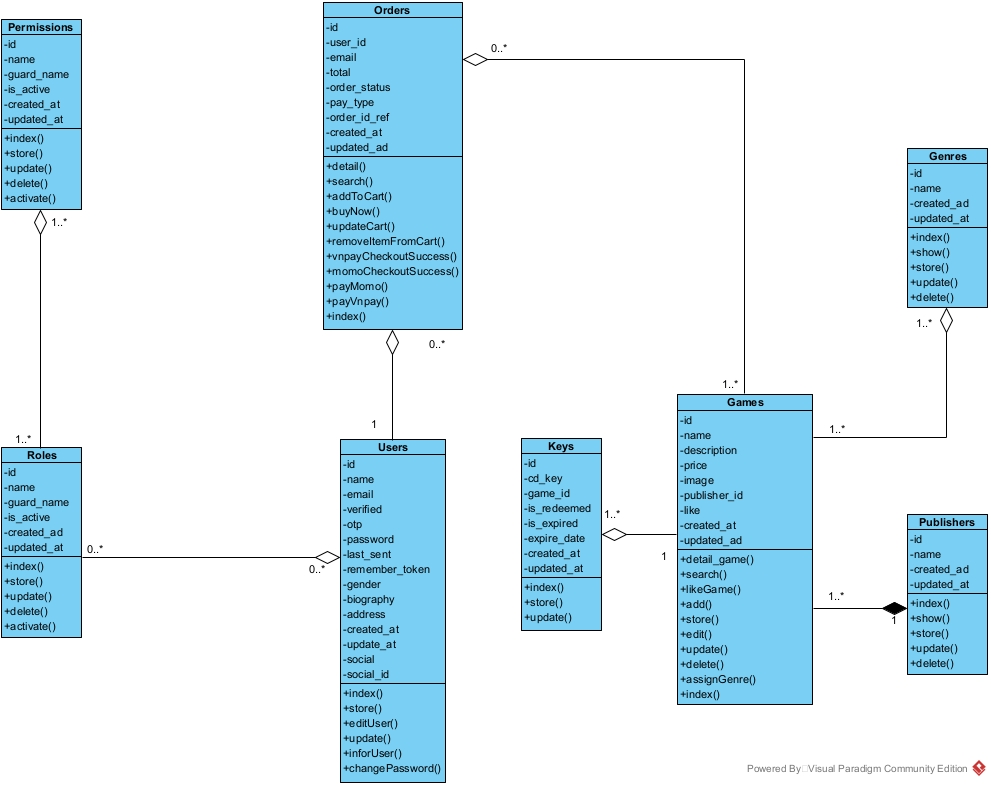 Permissions
-id
-name
-guard_name
-is_active
-created_at
-updated_at
+index()
+store()
+update()
+delete()
+activate()
1..*
1..*
Orders
-id
-user_id
-email
-total
-order_status
-pay_type
-order_id_ref
-created_at
-updated_ad
+detail()
+search()
+addToCart()
+buyNow()
+updateCart()
+removeItemFromCart()
+vnpayCheckoutSuccess()
+momoCheckoutSuccess()
+payMomo()
+payVnpay()
+index()
0..*
1..*
0..*
1
Genres
-id
-name
-created_ad
-updated_at
+index()
+show()
+store()
+update()
+delete()
1..*
1..*
Roles
-id
-name
-guard_name
-is_active
-created_ad
-updated_at
+index()
+store()
+update()
+delete()
+activate()
0..*
0..*
Users
-id
-name
-email
-verified
-otp
-password
-last_sent
-remember_token
-gender
-biography
-address
-created_at
-update_at
-social
-social_id
+index()
+store()
+editUser()
+update()
+inforUser()
+changePassword()
Keys
-id
-cd_key
-game_id
-is_redeemed
-is_expired
-expire_date
-created_at
-updated_at
+index()
+store()
+update()
1..*
1
Games
-id
-name
-description
-price
-image
-publisher_id
-like
-created_at
-updated_ad
+detail_game()
+search()
+likeGame()
+add()
+store()
+edit()
+update()
+delete()
+assignGenre()
+index()
1..*
1
Publishers
-id
-name
-created_ad
-updated_at
+index()
+show()
+store()
+update()
+delete()
Powered By Visual Paradigm Community Edition